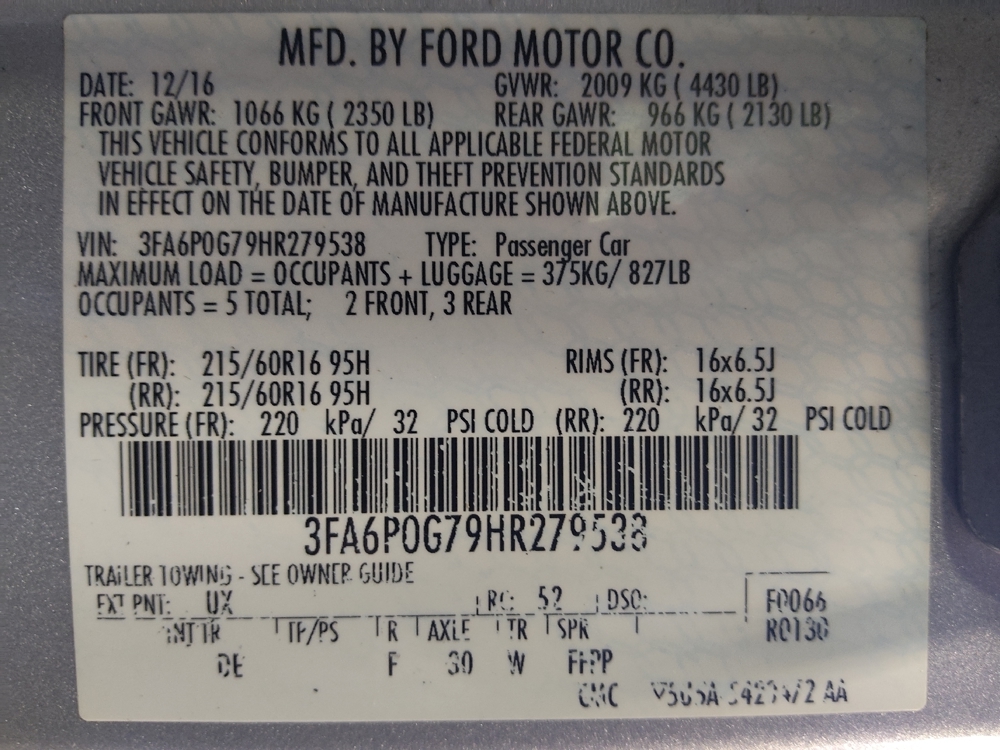 MFD. BY FORD MOTOR CO.
DATE: 12/16 GVWR: 2009 KG ( 4430 LB)
FRONT GAWR: 1066 KG ( 2350 LB) REAR GAWR: 966 KG ( 2130 LB)
THIS VEHICLE CONFORMS TO ALL APPLICABLE FEDERAL MOTOR
VEHICLE SAFETY, BUMPER, AND THEFT PREVENTION STANDARDS
IN EFFECT ON THE DATE OF MANUFACTURE SHOWN ABOVE.
VIN: 3FA6P0G79HR279538 TYPE: Passenger Car
MAXIMUM LOAD = OCCUPANTS + LUGGAGE = 375KG/ 827LB
OCCUPANTS = 5 TOTAL; 2 FRONT, 3 REAR
TIRE (FR): 215/60R16 95H RIMS (FR): 16x6.5J
(RR): 215/60R16 95H (RR): 16x6.5J
PRESSURE (FR): 220 kPa/ 32 PSI COLD (RR): 220 kPa/ 32 PSI COLD
3FA6P0G79HR279538
TRAILER TOWING - SEE OWNER GUIDE
EXT PNT: UX RC: 52 DSO: F0066
INT TR TP/PS R AXLE TR SPR R0130
DE F 30 W FHPP
AA